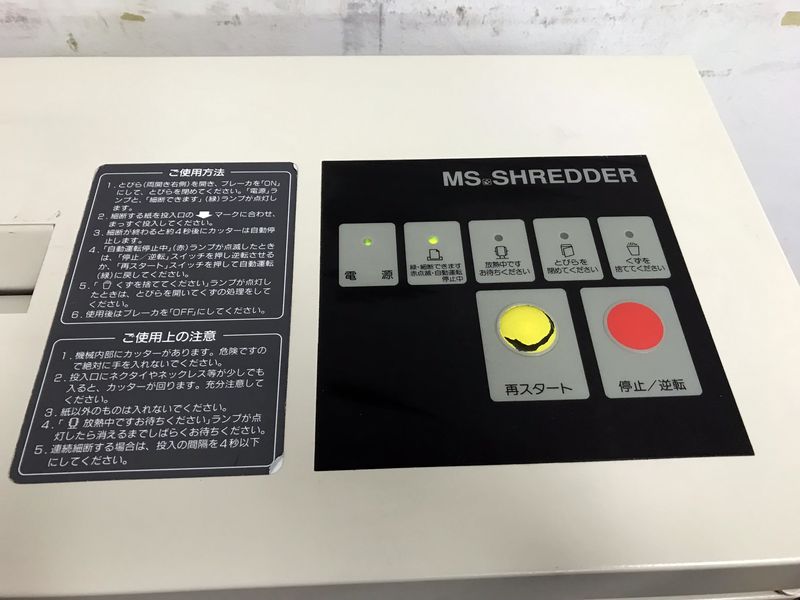 ご使用方法
1. とびら(両開き右側)を開き、ブレーカを「ON」
にして、とびらを閉めてください。「電源」ラ
ンプと、「細断できます」(緑)ランプが点灯し
ます。
2. 細断する紙を投入口の マークに合わせ、
まっすぐ投入してください。
3. 細断が終わると約4秒後にカッターは自動停
止します。
4. 「自動運転停止中」(赤)ランプが点滅したとき
は、「停止/逆転」スイッチを押し逆転させる
か、「再スタート」スイッチを押して自動運転
(緑)に戻してください。
5. 「 くずを捨ててください」ランプが点灯し
たときは、とびらを開いてくずの処理をして
ください。
6. 使用後はブレーカを「OFF」にしてください。
ご使用上の注意
1. 機械内部にカッターがあります。危険ですの
で絶対に手を入れないでください。
2. 投入口にネクタイやネックレス等が少しでも
入ると、カッターが回ります。充分注意して
ください。
3. 紙以外のものは入れないでください。
4. 「 放熱中ですお待ちください」ランプが点
灯したら消えるまでしばらくお待ちください。
5. 連続細断する場合は、投入の間隔を4秒以下
にしてください。
MS SHREDDER
電源
緑・細断できます
赤点滅・自動運転
停止中
放熱中です
お待ちください
とびらを
閉めてください
くずを
捨ててください
再スタート
停止/逆転